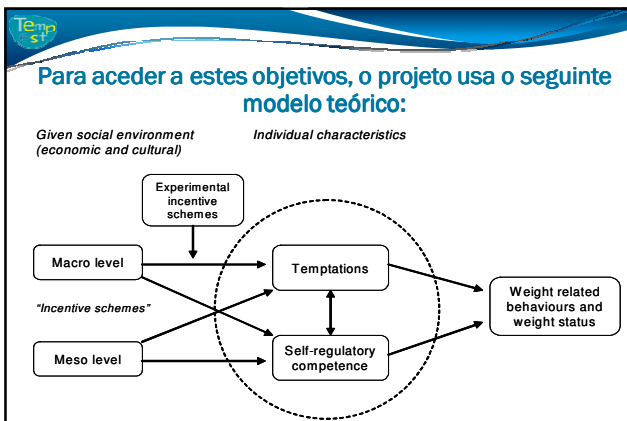 Temp
st
Para aceder a estes objetivos, o projeto usa o seguinte
modelo teórico:
Given social environment
(economic and cultural)
Individual characteristics
Experimental
incentive
schemes
Macro level
Temptations
"Incentive schemes"
Weight related
behaviours and
weight status
Meso level
Self-regulatory
competence